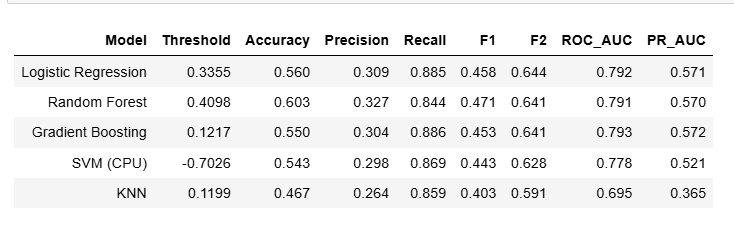 Model Threshold Accuracy Precision Recall F1 F2 ROC_AUC PR_AUC
Logistic Regression 0.3355 0.560 0.309 0.885 0.458 0.644 0.792 0.571
Random Forest 0.4098 0.603 0.327 0.844 0.471 0.641 0.791 0.570
Gradient Boosting 0.1217 0.550 0.304 0.886 0.453 0.641 0.793 0.572
SVM (CPU) -0.7026 0.543 0.298 0.869 0.443 0.628 0.778 0.521
KNN 0.1199 0.467 0.264 0.859 0.403 0.591 0.695 0.365